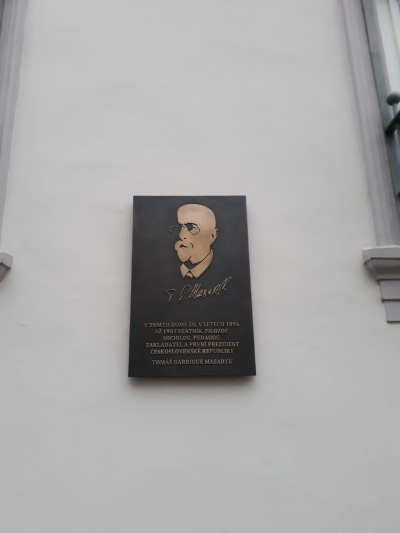 T. G. Masaryk
V TOMTO DOMĚ ŽIL V LETECH 1894
AŽ 1907 STÁTNÍK, FILOZOF,
SOCIOLOG, PEDAGOG,
ZAKLADATEL A PRVNÍ PREZIDENT
ČESKOSLOVENSKÉ REPUBLIKY
TOMÁŠ GARRIGUE MASARYK